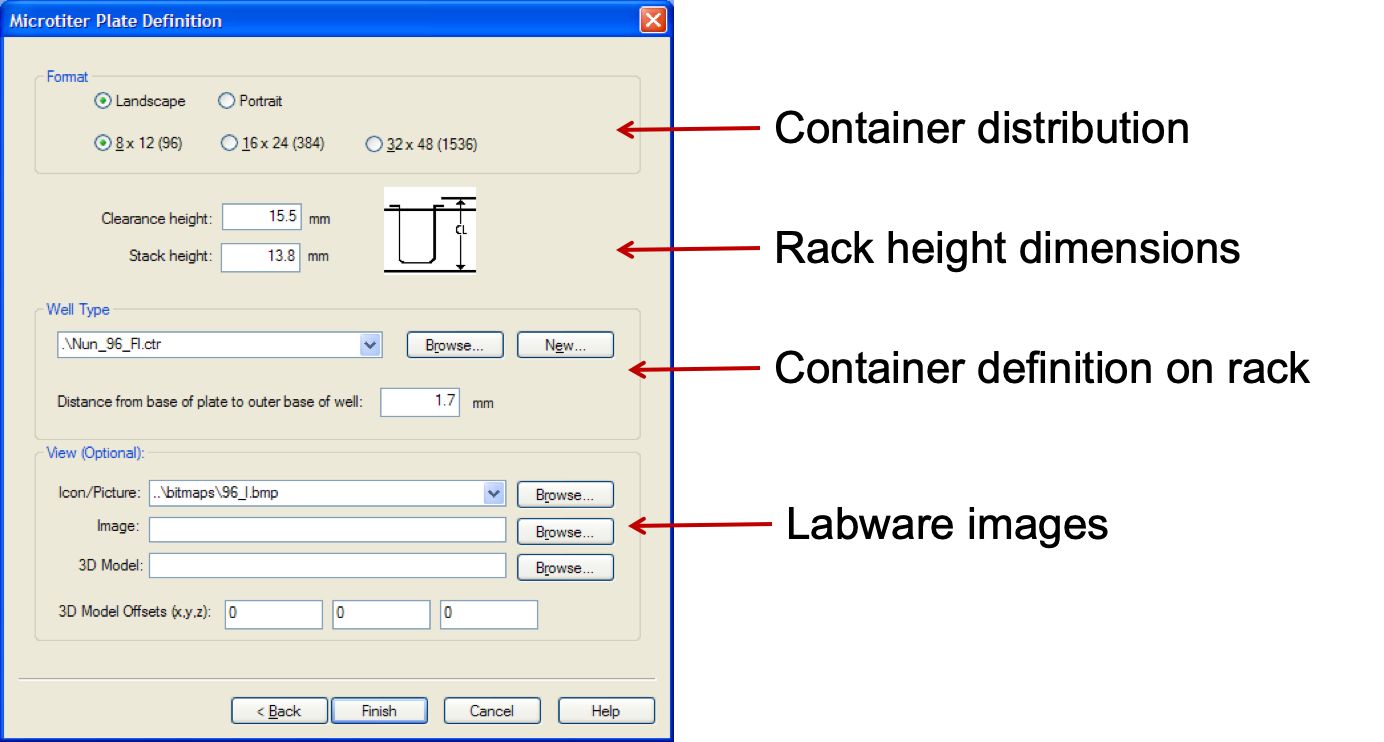 Microtiter Plate Definition
Format
Landscape Portrait
8 x 12 (96) 16 x 24 (384) 32 x 48 (1536)
Container distribution
Clearance height: 15.5 mm
CL
Stack height: 13.8 mm
Rack height dimensions
Well Type
.\Nun_96_Fl.ctr Browse... New...
Container definition on rack
Distance from base of plate to outer base of well: 1.7 mm
View (Optional):
Icon/Picture: ..\bitmaps\96_l.bmp Browse...
Image: Browse...
Labware images
3D Model: Browse...
3D Model Offsets (x,y,z): 0 0 0
< Back Finish Cancel Help